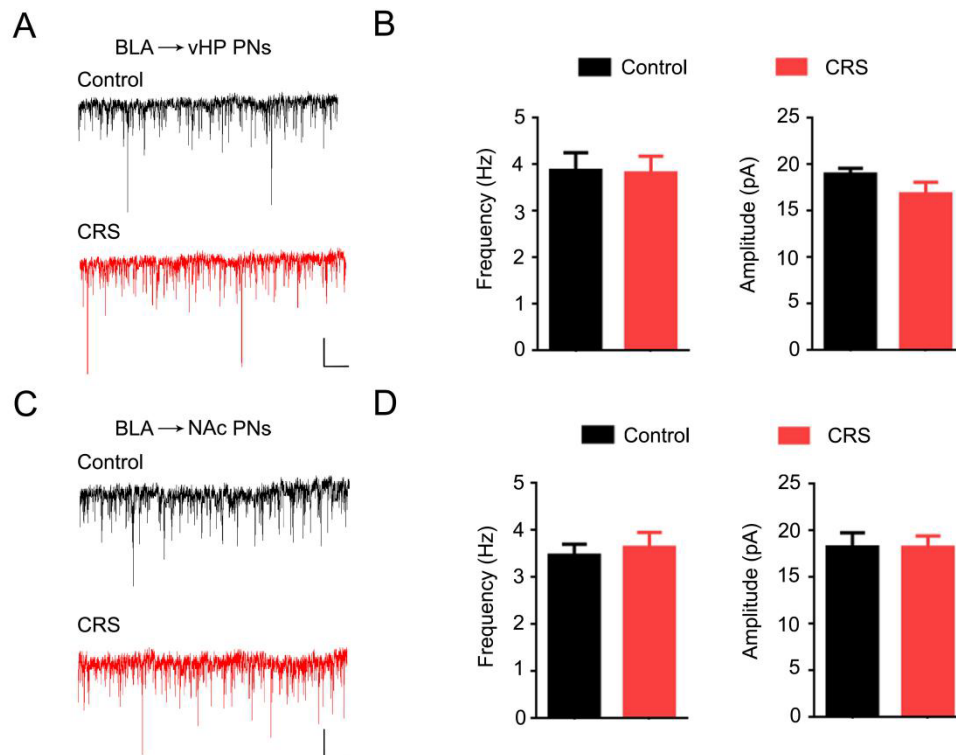 A
BLA → vHP PNs
Control
CRS
B
Control CRS
Frequency (Hz)
5
4
3
2
1
0
Amplitude (pA)
25
20
15
10
5
0
C
BLA → NAc PNs
Control
CRS
D
Control CRS
Frequency (Hz)
5
4
3
2
1
0
Amplitude (pA)
25
20
15
10
5
0